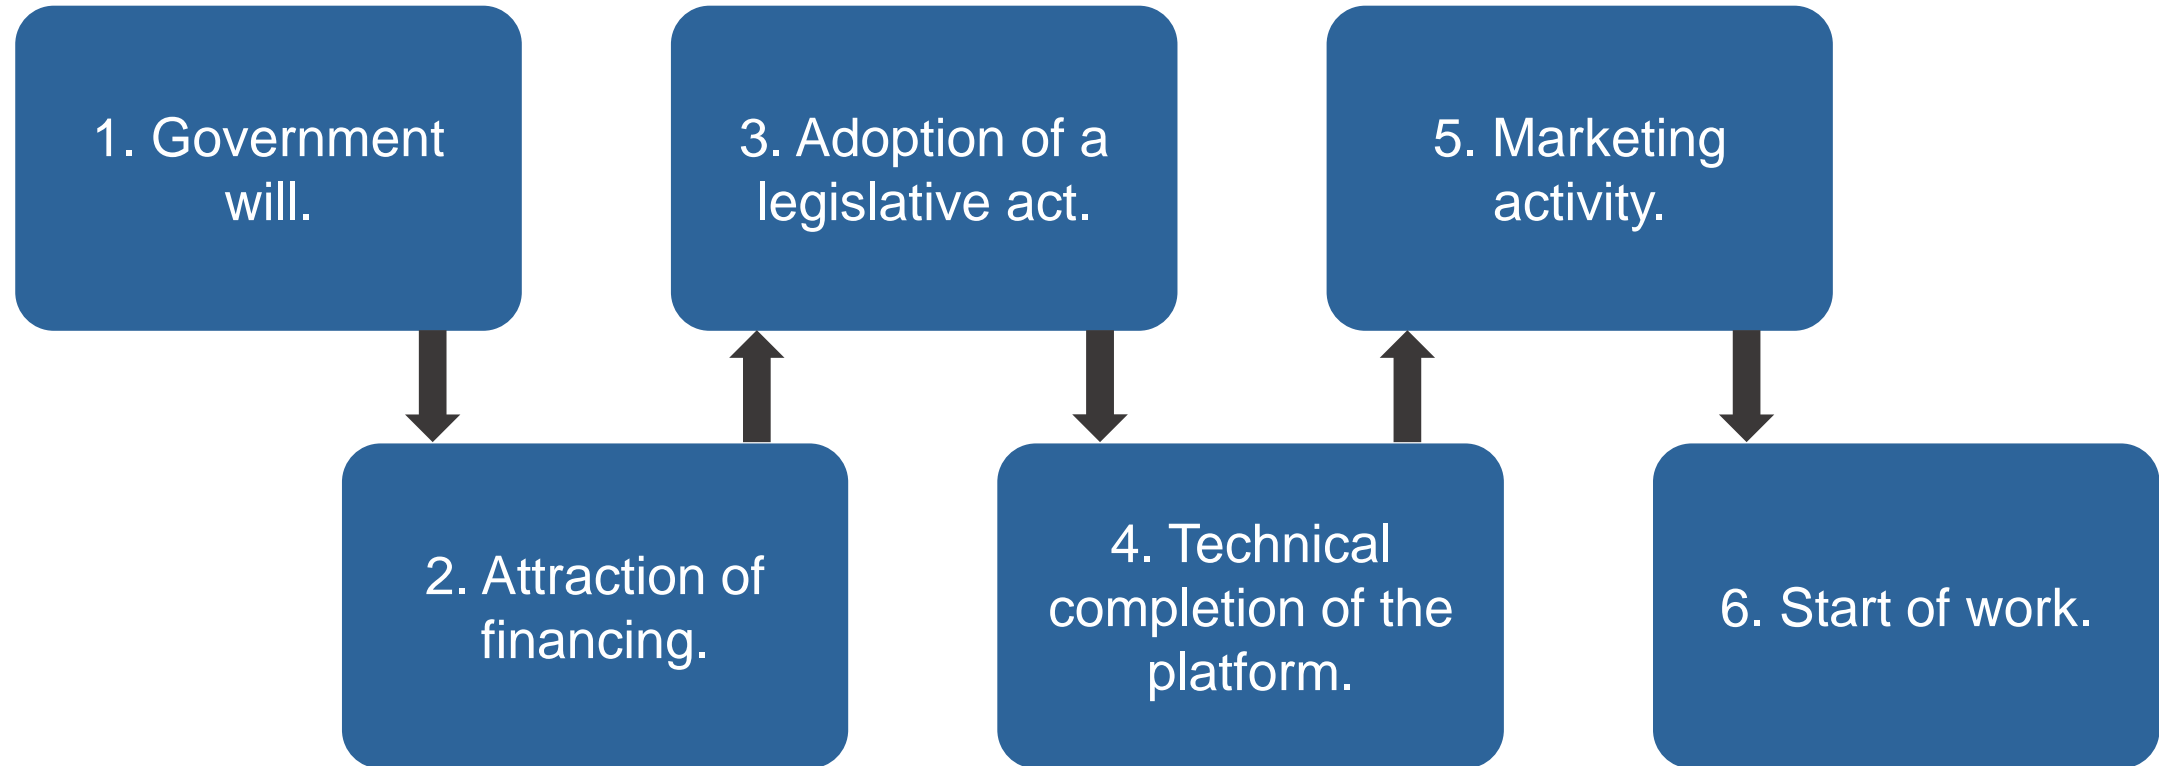 1. Government
will.
2. Attraction of
financing.
3. Adoption of a
legislative act.
4. Technical
completion of the
platform.
5. Marketing
activity.
6. Start of work.